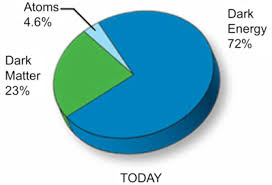 Atoms
4.6%
Dark
Energy
72%
Dark
Matter
23%
TODAY